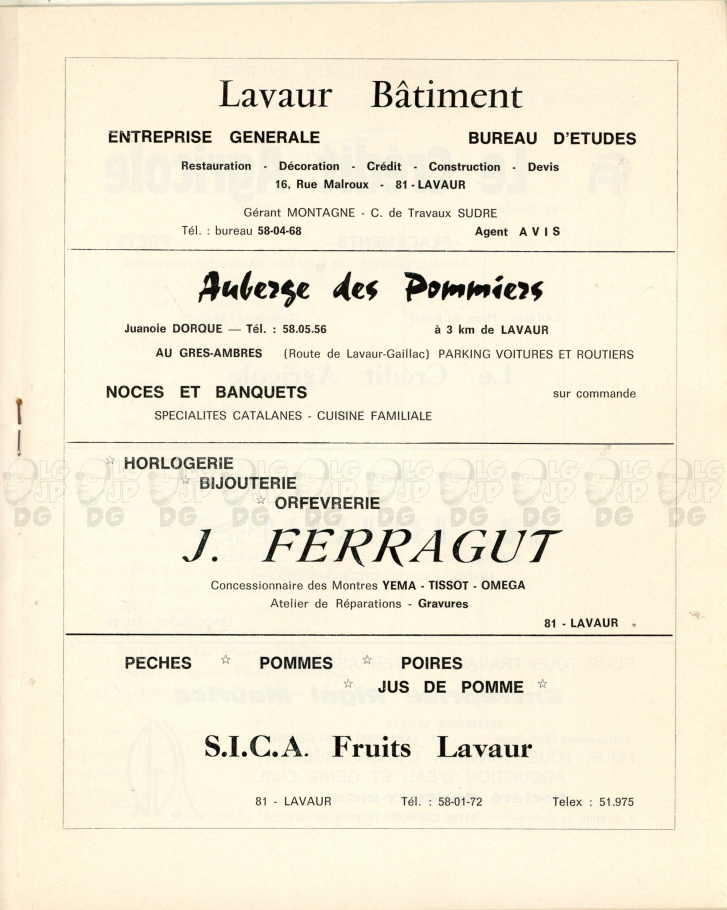 Lavaur Bâtiment
ENTREPRISE GENERALE BUREAU D'ETUDES
Restauration - Décoration - Crédit - Construction - Devis
16, Rue Malroux - 81 - LAVAUR
Gérant MONTAGNE - C. de Travaux SUDRE
Tél. : bureau 58-04-68 Agent AVIS
Auberge des Pommiers
Juanole DORQUE — Tél. : 58.05.56 à 3 km de LAVAUR
AU GRES-AMBRES (Route de Lavaur-Gaillac) PARKING VOITURES ET ROUTIERS
NOCES ET BANQUETS sur commande
SPECIALITES CATALANES - CUISINE FAMILIALE
☆ HORLOGERIE
☆ BIJOUTERIE
☆ ORFEVRERIE
J. FERRAGUT
Concessionnaire des Montres YEMA - TISSOT - OMEGA
Atelier de Réparations - Gravures
81 - LAVAUR
PECHES ☆ POMMES ☆ POIRES
☆ JUS DE POMME ☆
S.I.C.A. Fruits Lavaur
81 - LAVAUR Tél. : 58-01-72 Telex : 51.975